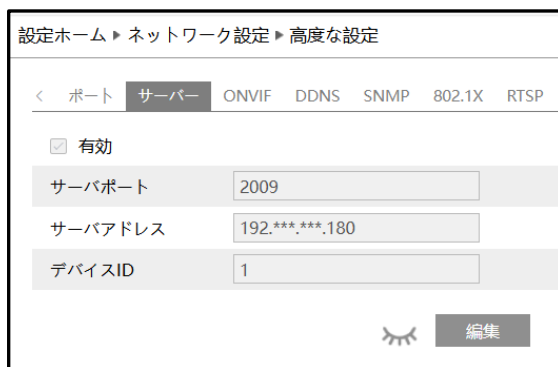 設定ホーム ▸ ネットワーク設定 ▸ 高度な設定
< ポート サーバー ONVIF DDNS SNMP 802.1X RTSP
有効
サーバポート 2009
サーバアドレス 192.***.***.180
デバイスID 1
編集